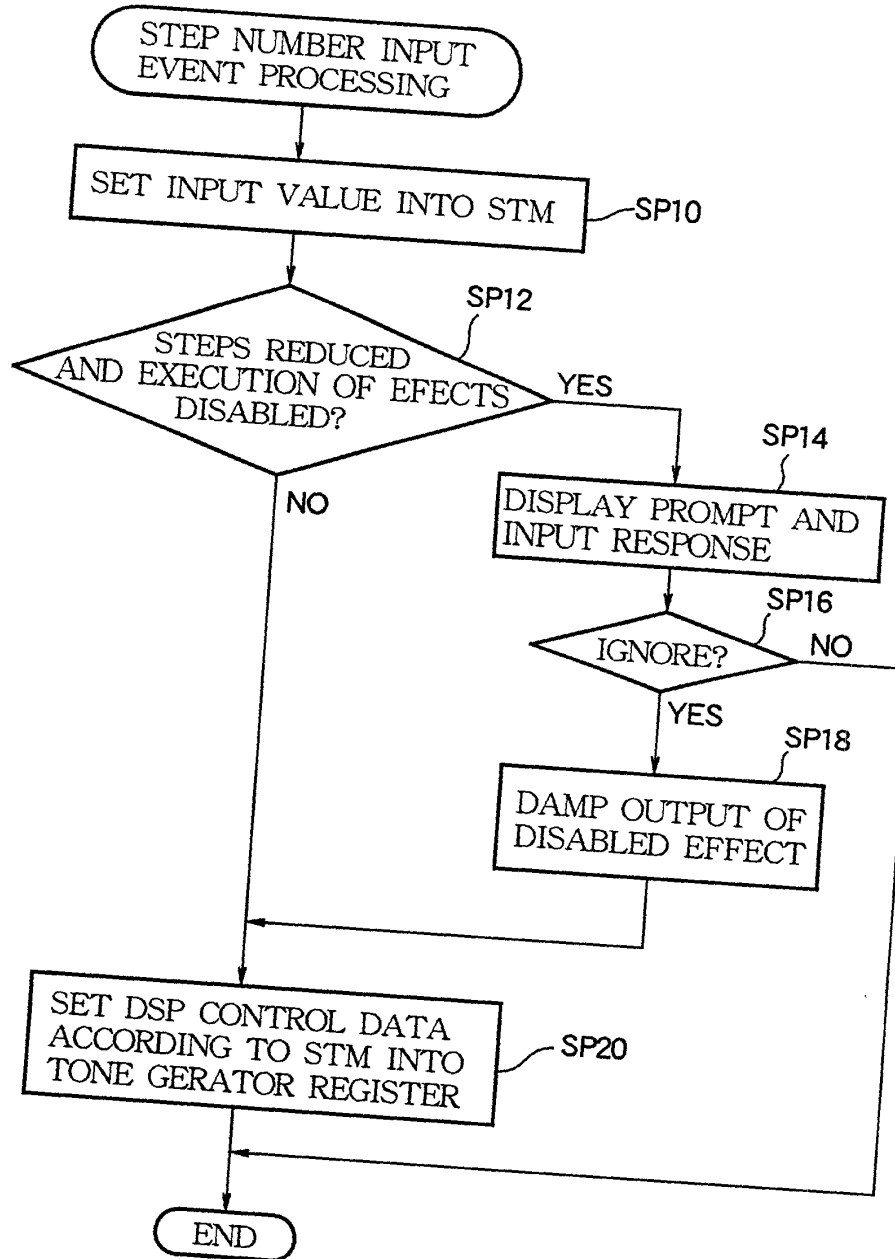 STEP NUMBER INPUT
EVENT PROCESSING
SET INPUT VALUE INTO STM
SP10
SP12
STEPS REDUCED
AND EXECUTION OF EFECTS
DISABLED?
YES
NO
SP14
DISPLAY PROMPT AND
INPUT RESPONSE
SP16
IGNORE?
NO
YES
SP18
DAMP OUTPUT OF
DISABLED EFFECT
SET DSP CONTROL DATA
ACCORDING TO STM INTO
TONE GERATOR REGISTER
SP20
END